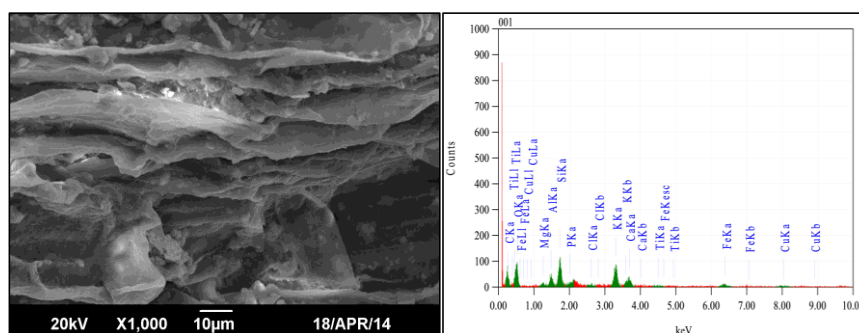 20kV X1,000 10µm 18/APR/14
001
Counts
1000
900
800
700
600
500
400
300
200
100
0
CKa
OKa
TiLl
TiLa
FeLl
FeLa
CuLl
CuLa
MgKa
AlKa
SiKa
PKa
ClKa
ClKb
KKa
KKb
CaKa
CaKb
TiKa
FeKesc
TiKb
FeKa
FeKb
CuKa
CuKb
0.00 1.00 2.00 3.00 4.00 5.00 6.00 7.00 8.00 9.00 10.0
keV